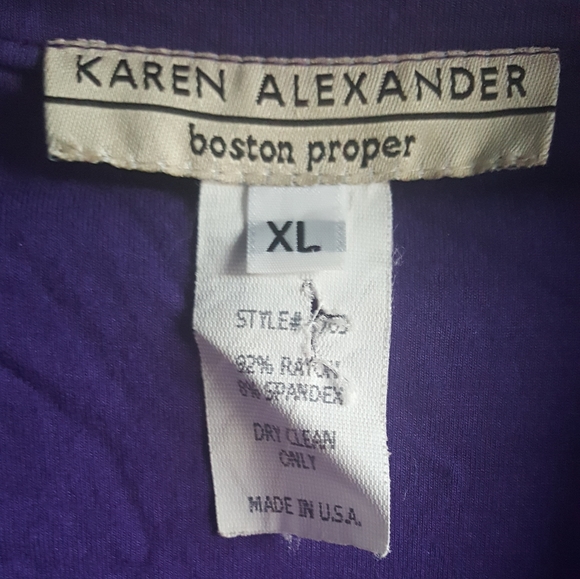 KAREN ALEXANDER
boston proper
XL
STYLE#
92% RAYON
8% SPANDEX
DRY CLEAN
ONLY
MADE IN U.S.A.